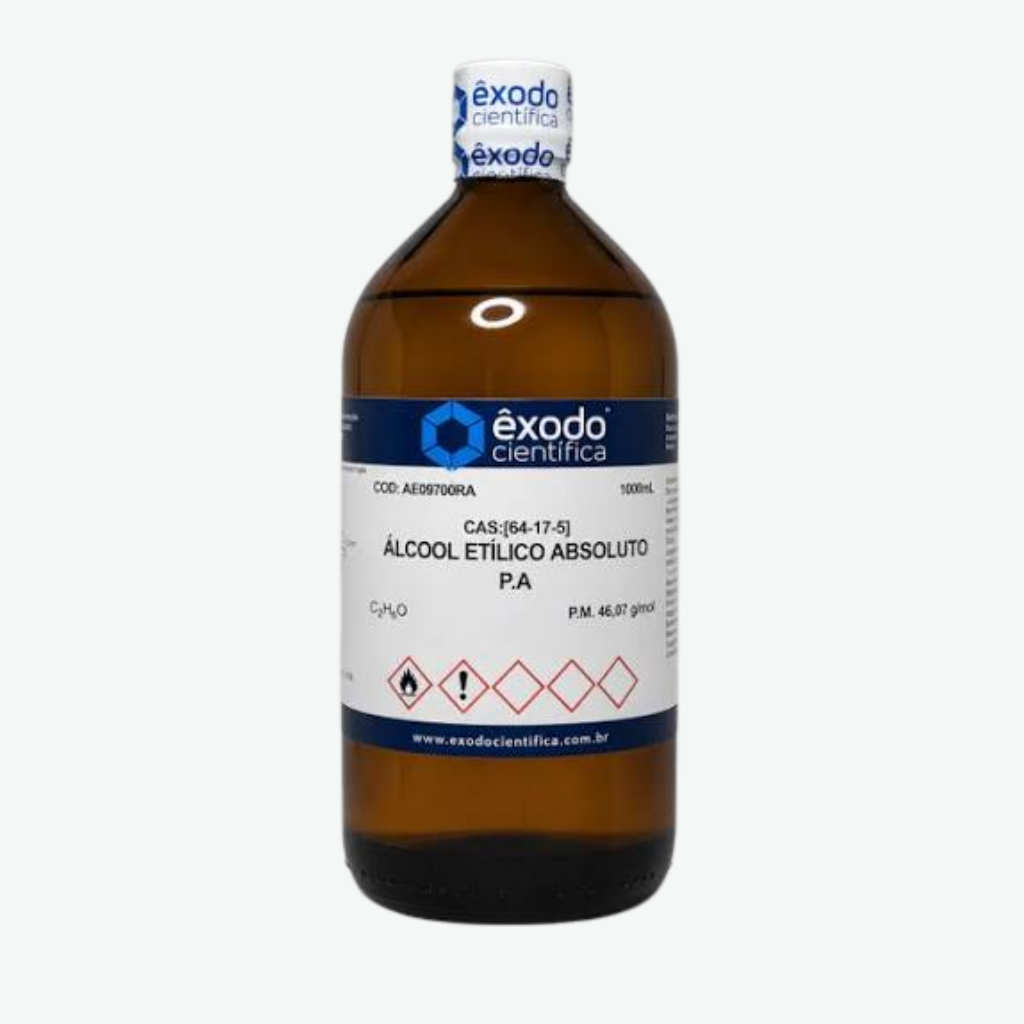 êxodo
científica
êxodo
científica
êxodo
científica
COD: AE09700RA
1000mL
CAS:[64-17-5]
ÁLCOOL ETÍLICO ABSOLUTO
P.A
C₂H₆O
P.M. 46,07 g/mol
www.exodocientifica.com.br